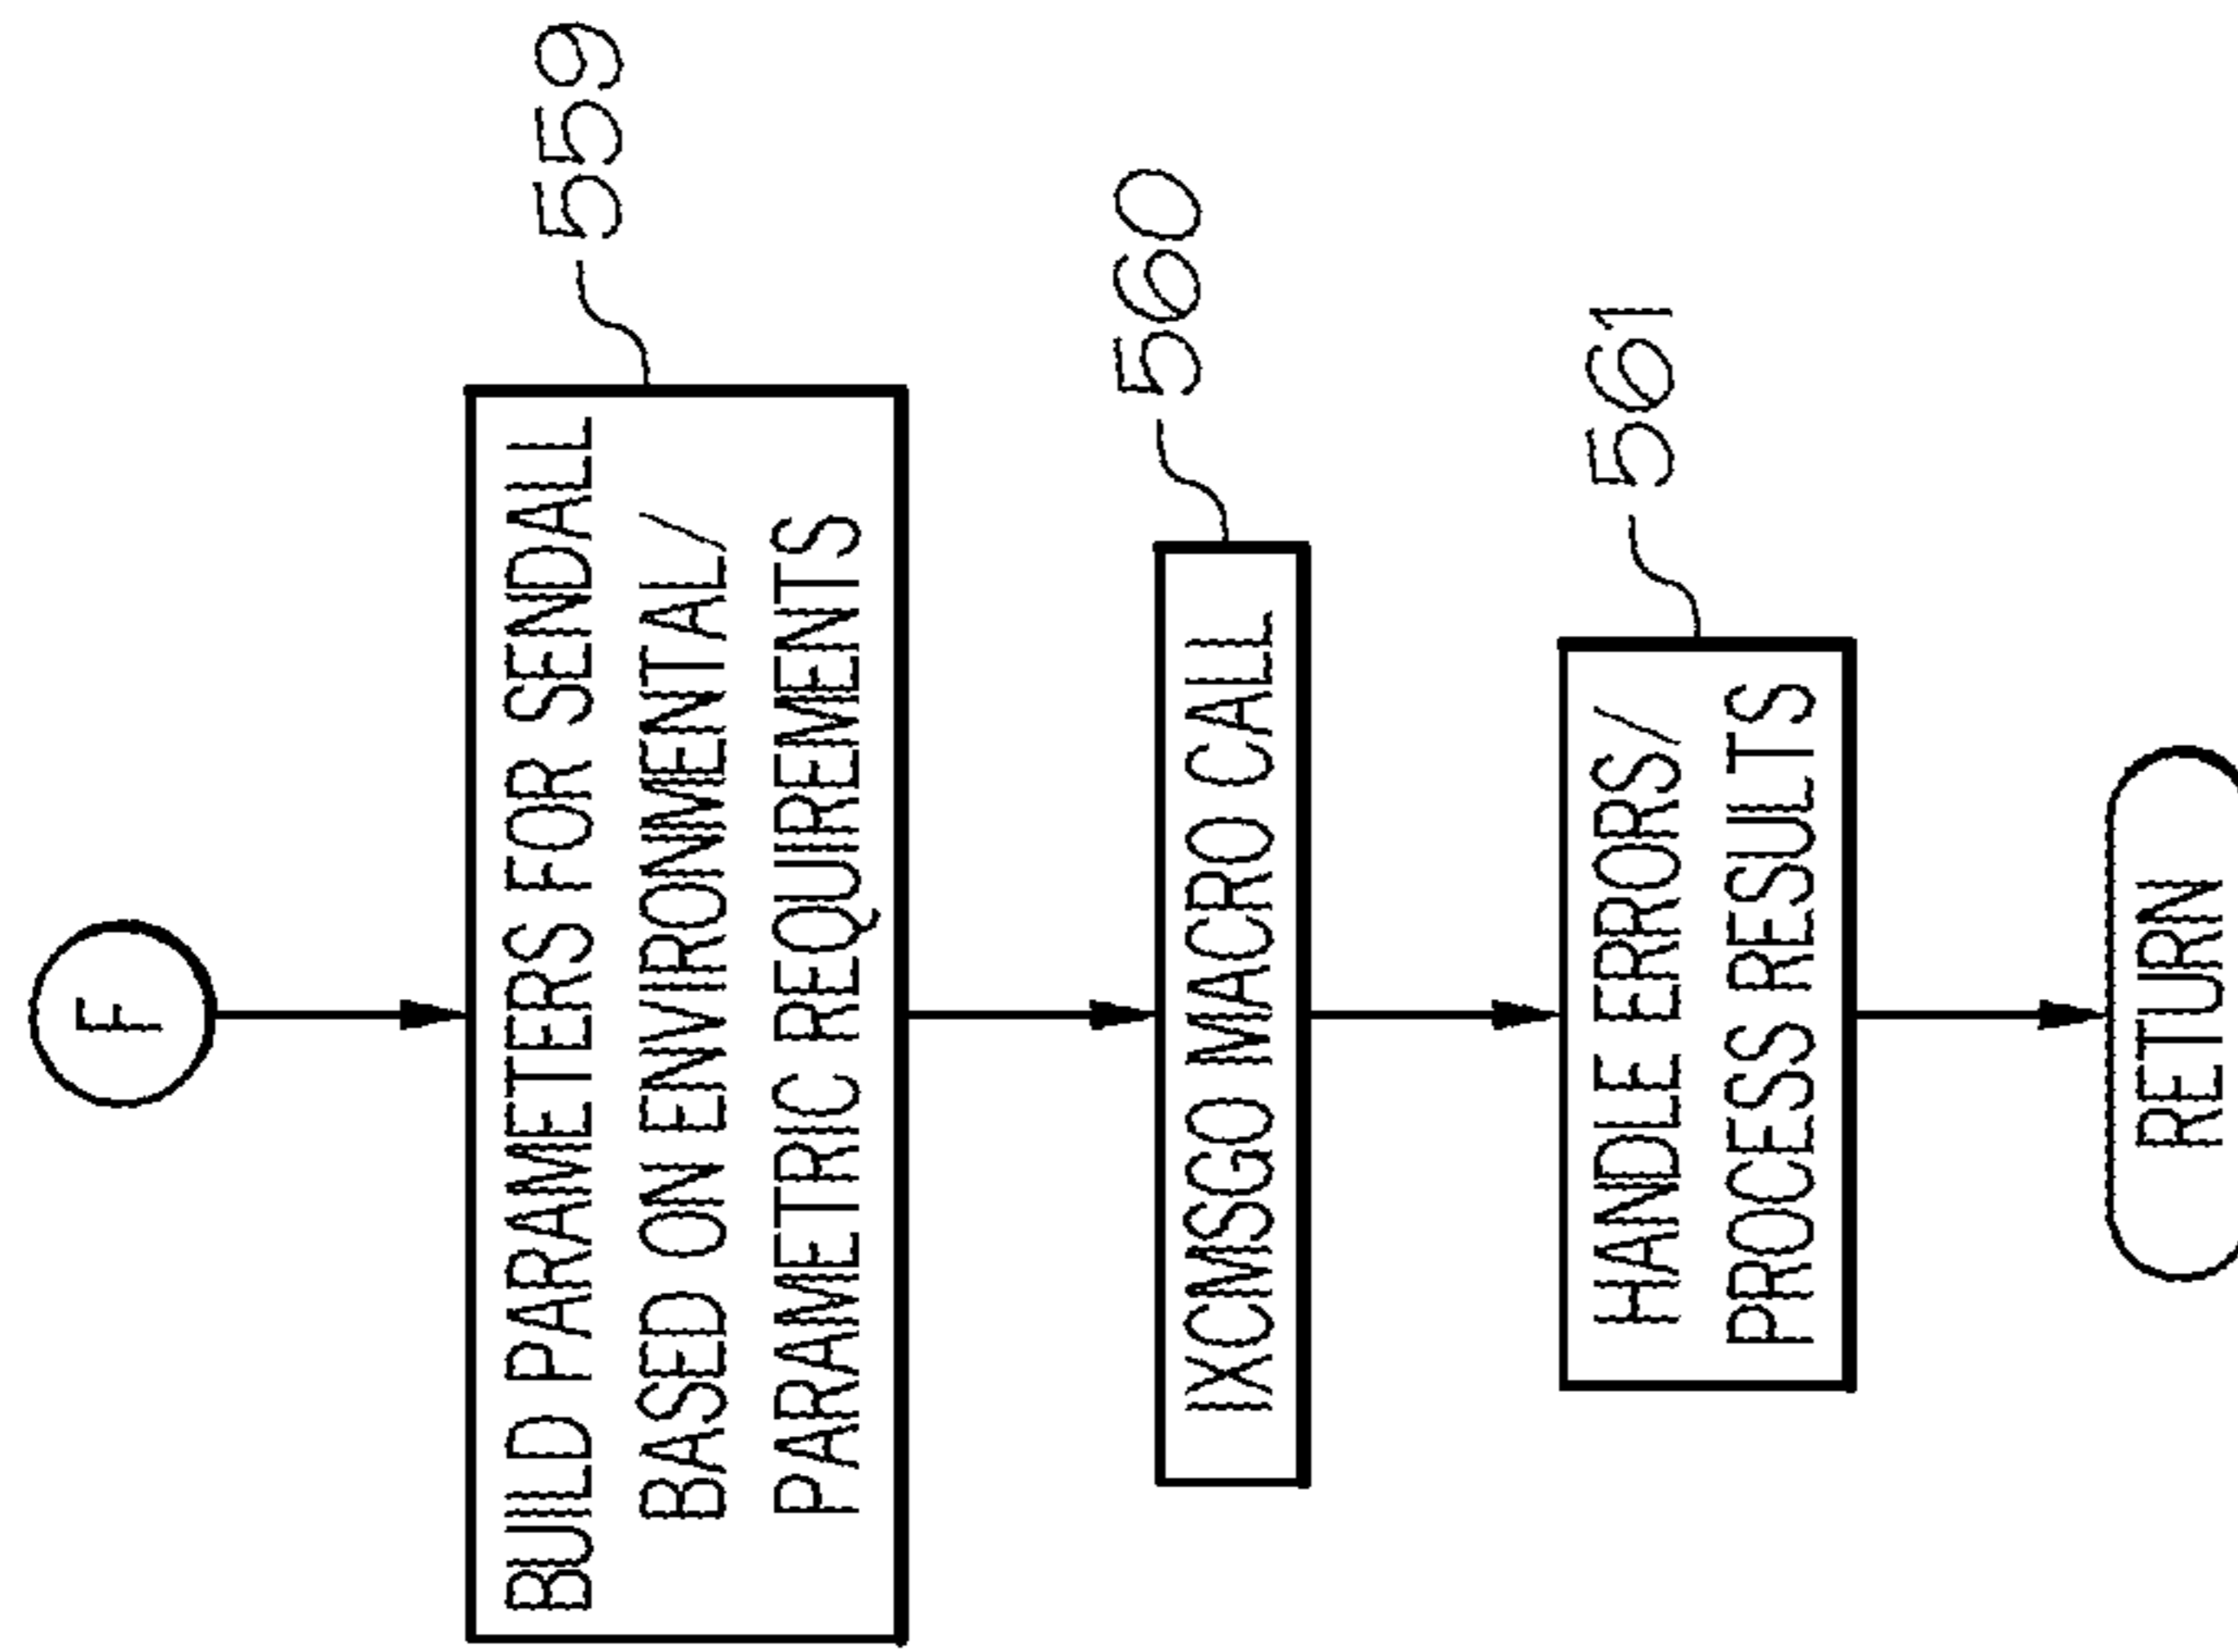 F
559
BUILD PARAMETERS FOR SENDALL
BASED ON ENVIRONMENTAL/
PARAMETRIC REQUIREMENTS
560
IXCMSGO MACRO CALL
561
HANDLE ERRORS/
PROCESS RESULTS
RETURN